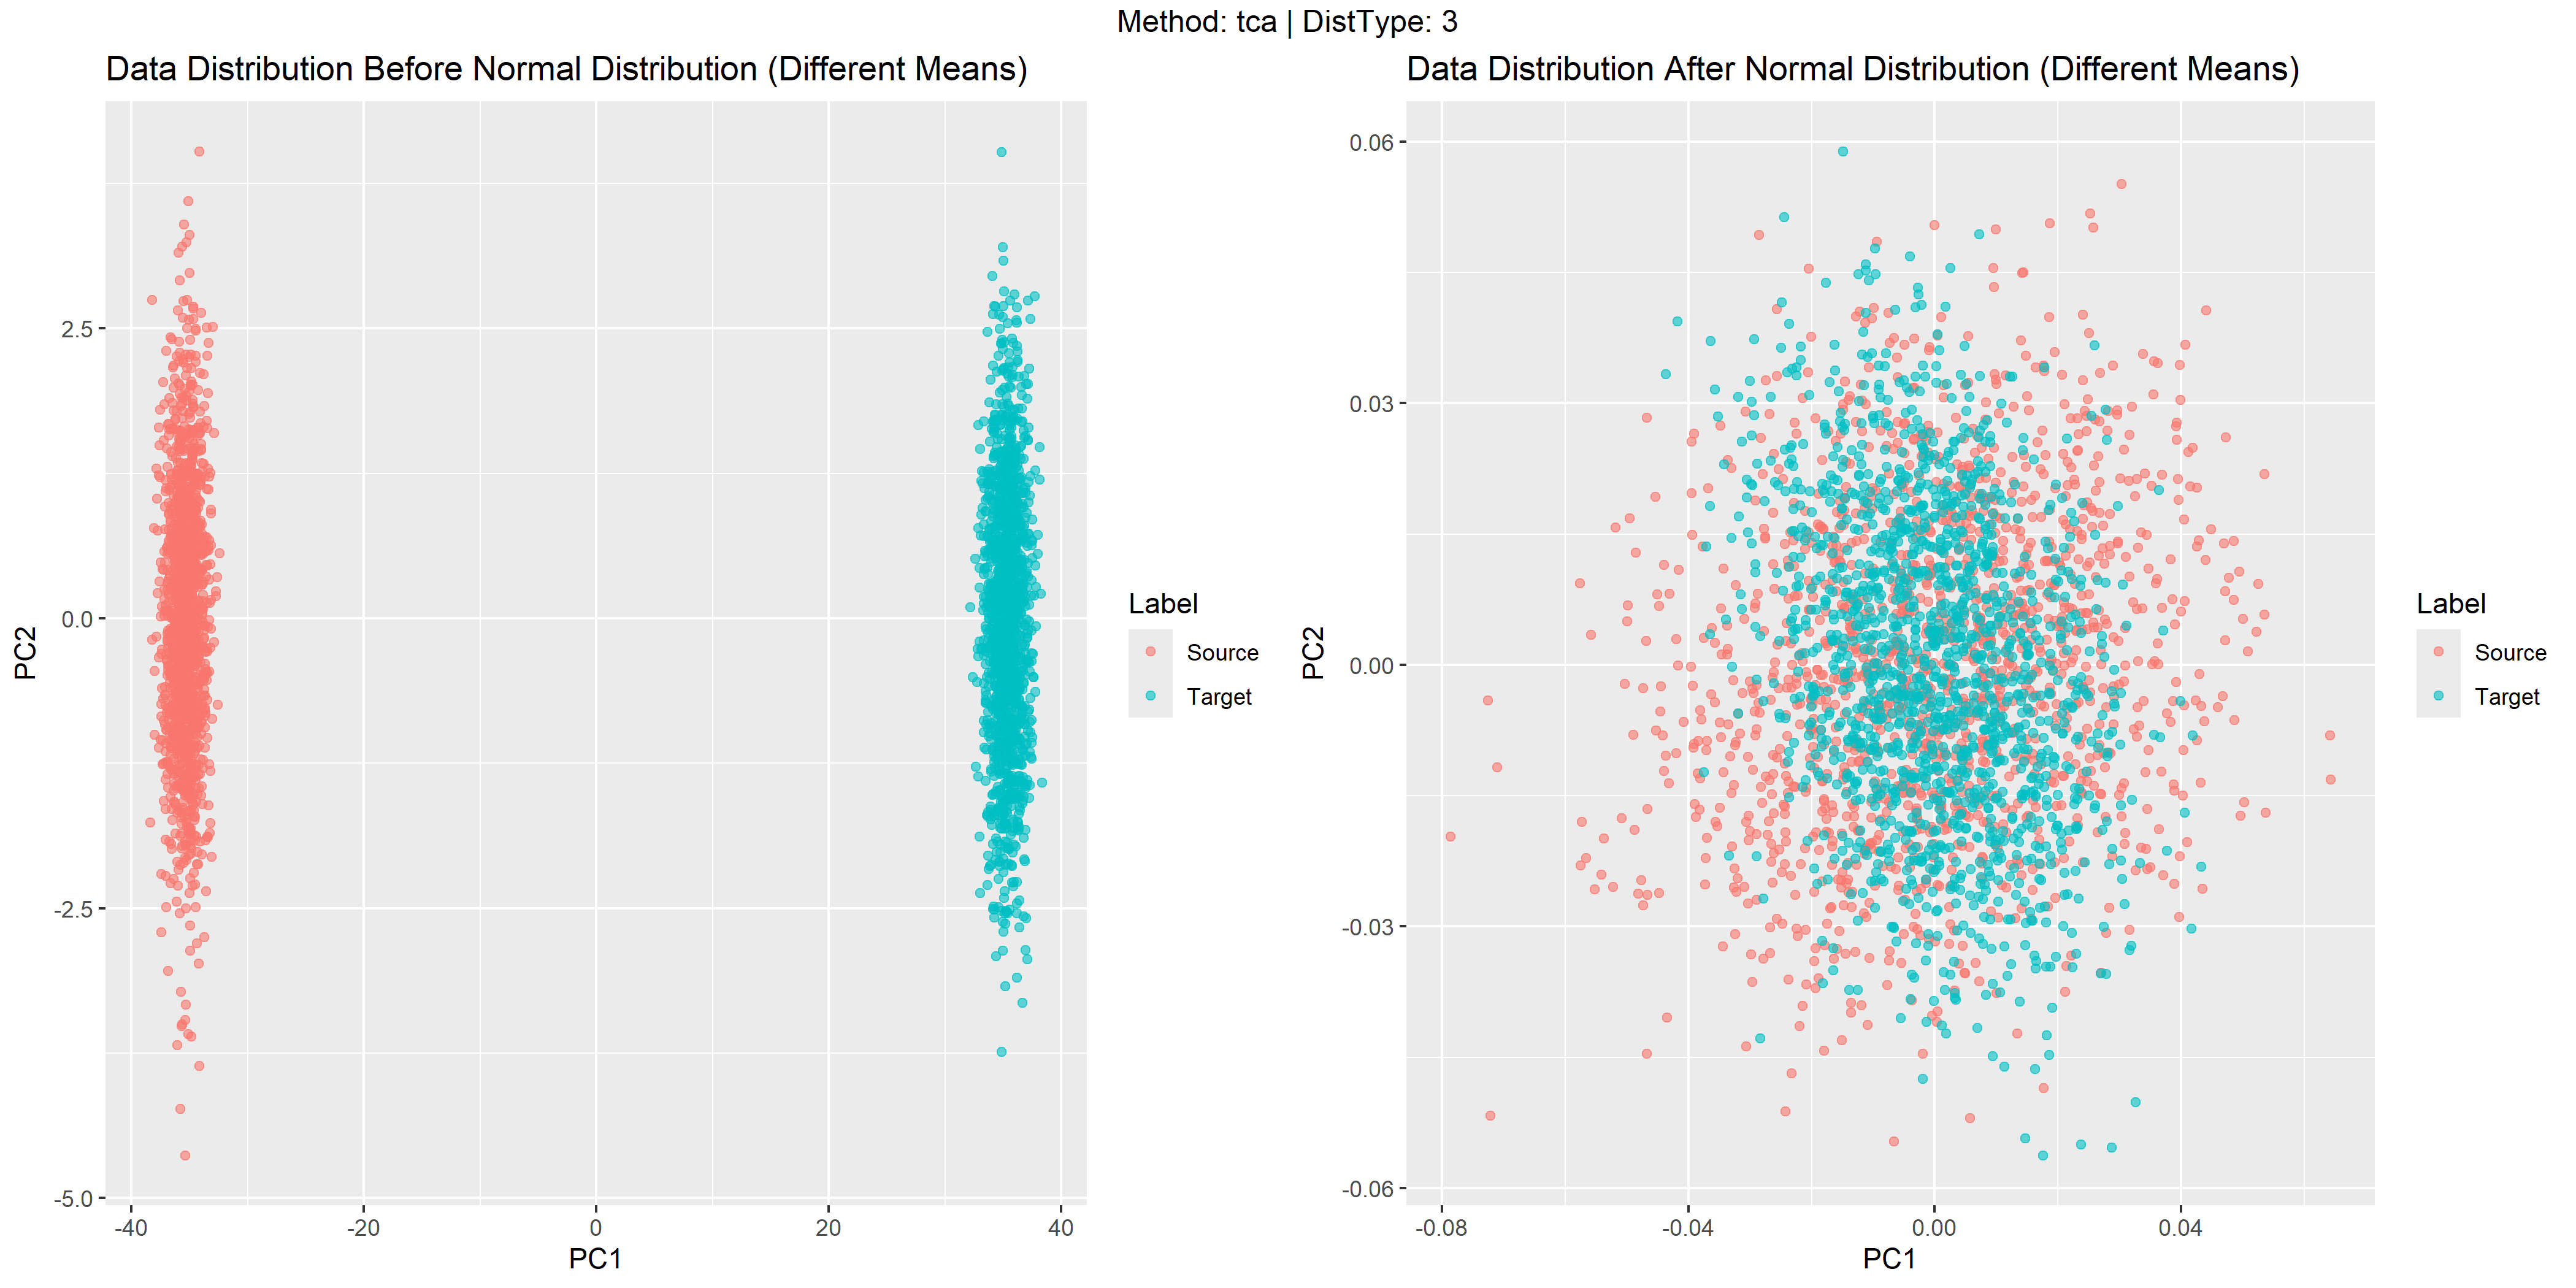 Method: tca | DistType: 3
Data Distribution Before Normal Distribution (Different Means)
2.5
0.0
-2.5
-5.0
PC2
-40
-20
0
20
40
PC1
Label
Source
Target
Data Distribution After Normal Distribution (Different Means)
0.06
0.03
0.00
-0.03
-0.06
PC2
-0.08
-0.04
0.00
0.04
PC1
Label
Source
Target